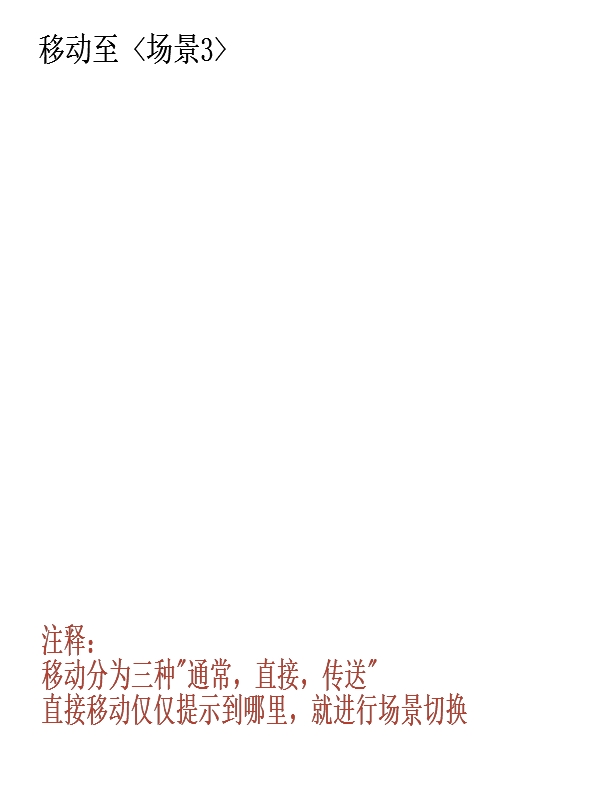 移动至〈场景3〉
注释:
移动分为三种"通常，直接，传送"
直接移动仅仅提示到哪里，就进行场景切换